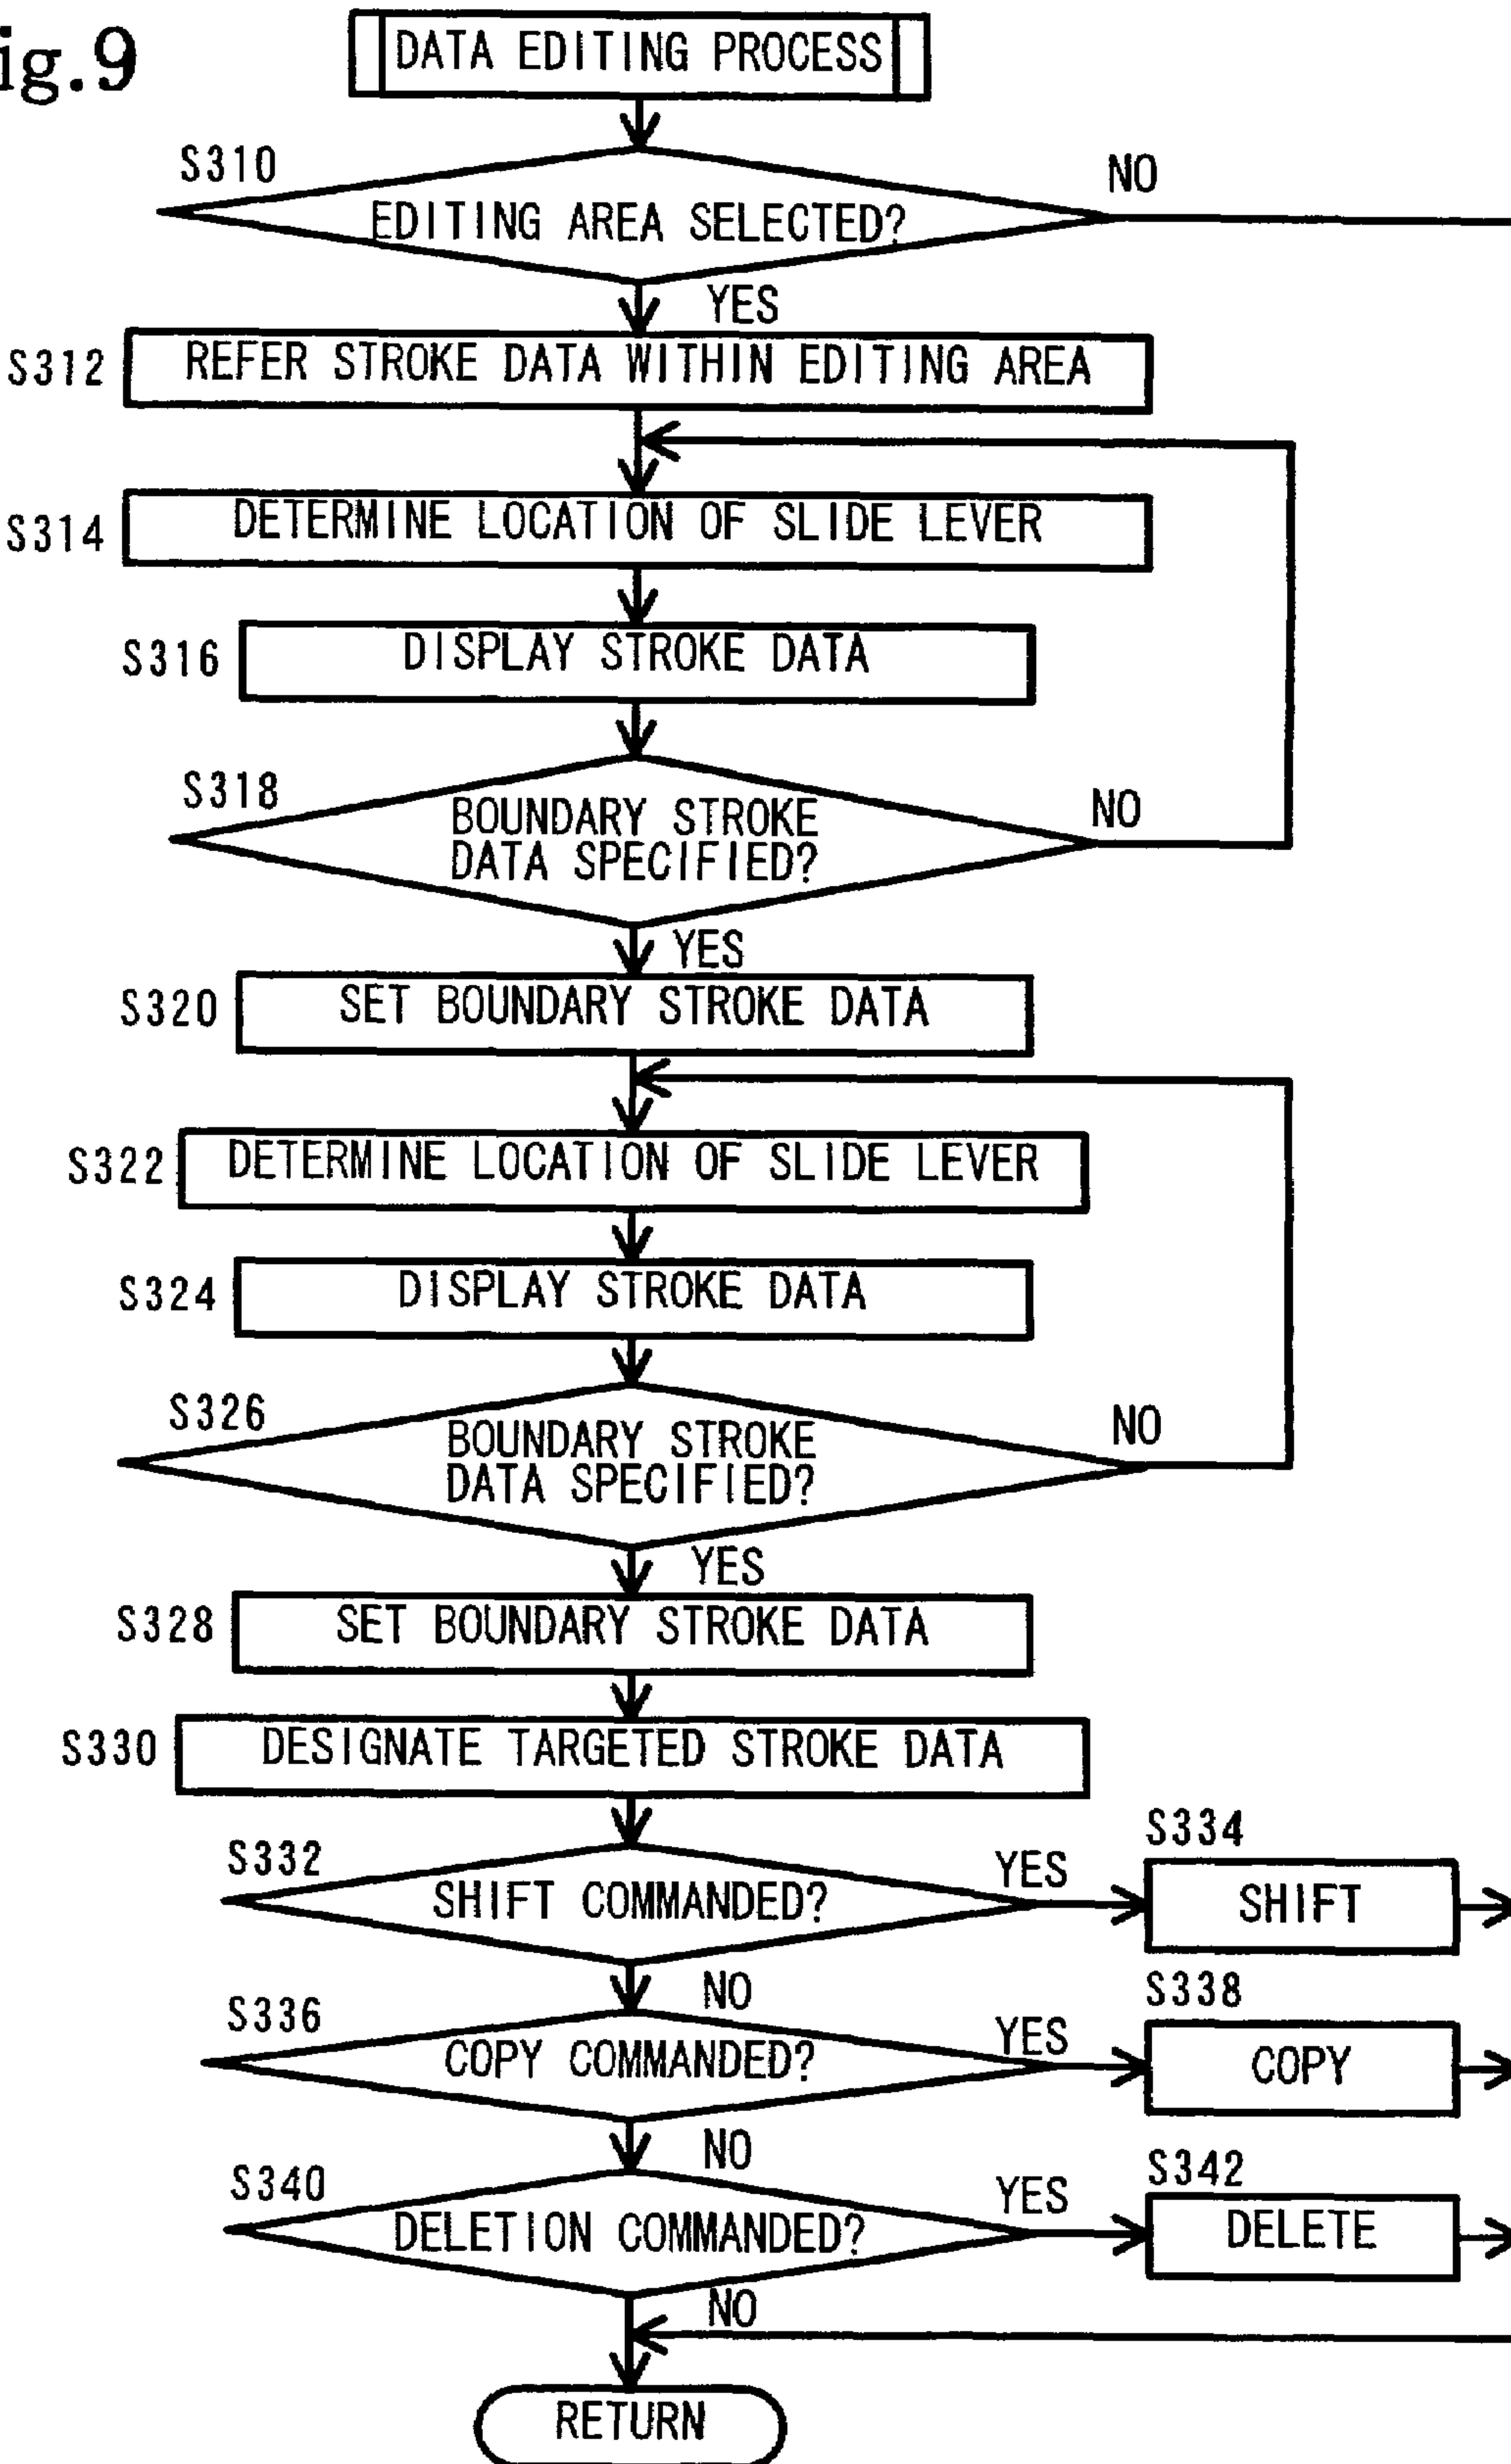 ig.9
DATA EDITING PROCESS
S310
NO
EDITING AREA SELECTED?
YES
S312
REFER STROKE DATA WITHIN EDITING AREA
S314
DETERMINE LOCATION OF SLIDE LEVER
S316
DISPLAY STROKE DATA
S318
BOUNDARY STROKE
DATA SPECIFIED?
NO
YES
S320
SET BOUNDARY STROKE DATA
S322
DETERMINE LOCATION OF SLIDE LEVER
S324
DISPLAY STROKE DATA
S326
BOUNDARY STROKE
DATA SPECIFIED?
NO
YES
S328
SET BOUNDARY STROKE DATA
S330
DESIGNATE TARGETED STROKE DATA
S332
SHIFT COMMANDED?
YES
S334
SHIFT
NO
S336
COPY COMMANDED?
YES
S338
COPY
NO
S340
DELETION COMMANDED?
YES
S342
DELETE
NO
RETURN